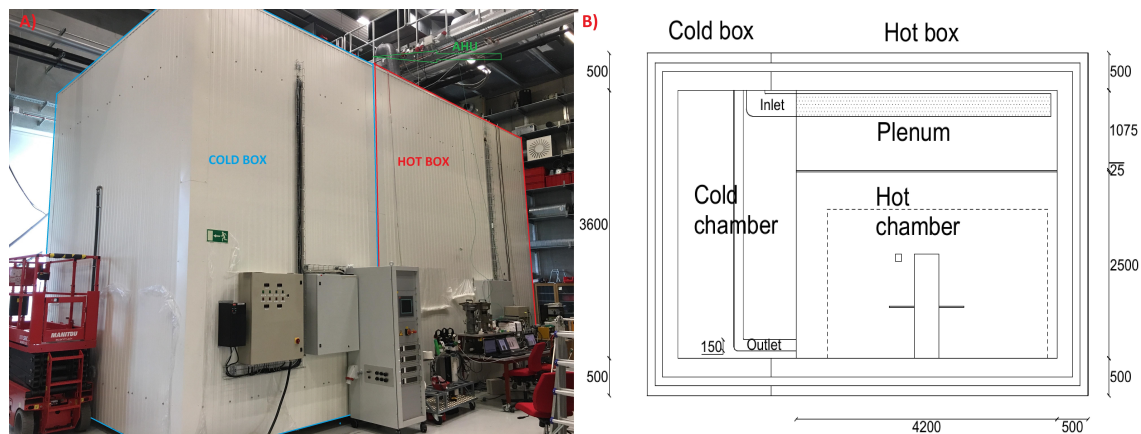 A)
AHU
COLD BOX
HOT BOX
MANITOU
B)
Cold box
Hot box
500
500
Inlet
Plenum
1075
25
Cold
chamber
Hot
chamber
3600
2500
150
Outlet
500
500
4200
500